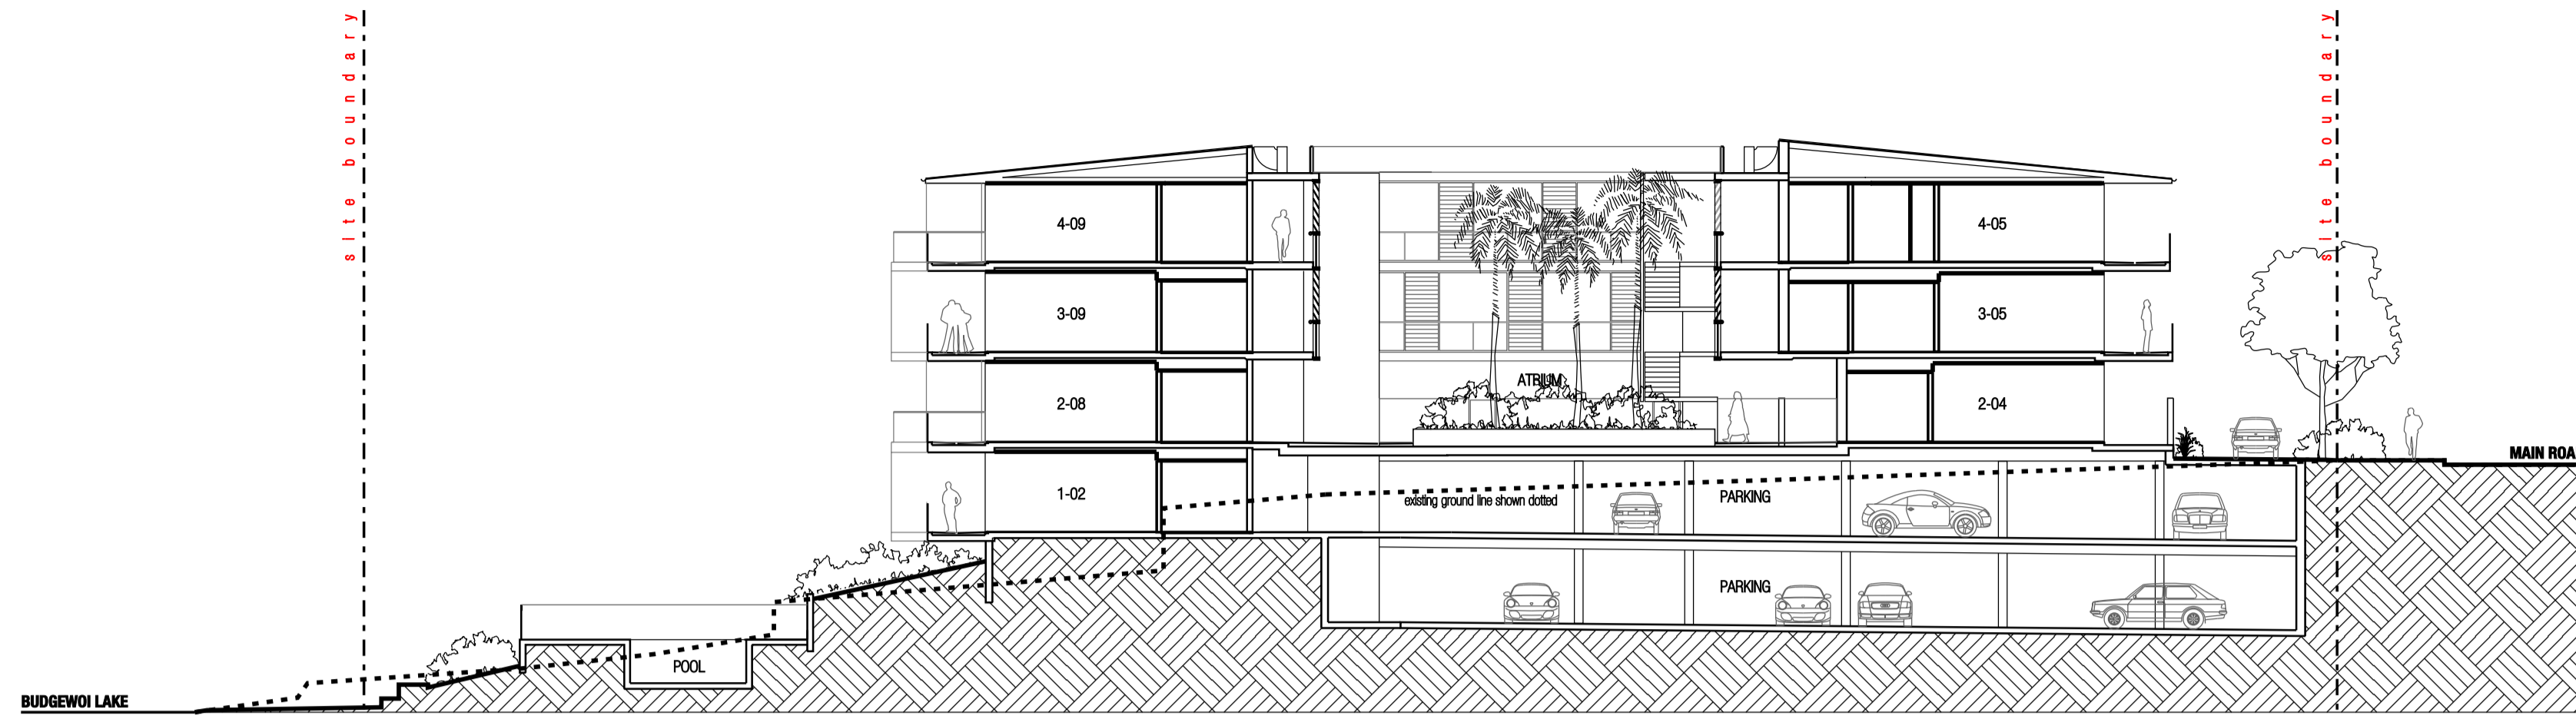 site boundary
site boundary
4-09
4-05
3-09
3-05
ATRIUM
2-08
2-04
MAIN ROA
1-02
existing ground line shown dotted
PARKING
PARKING
POOL
BUDGEWOI LAKE